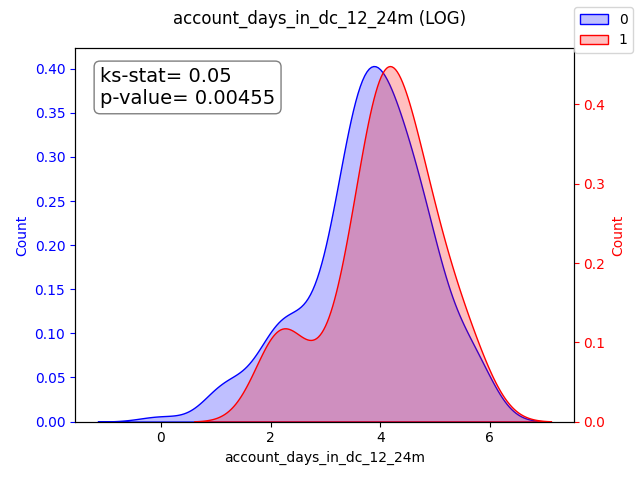 account_days_in_dc_12_24m (LOG)
0
1
ks-stat= 0.05
p-value= 0.00455
0.40
0.35
0.30
0.25
0.20
0.15
0.10
0.05
0.00
Count
0.4
0.3
0.2
0.1
0.0
Count
0 2 4 6
account_days_in_dc_12_24m